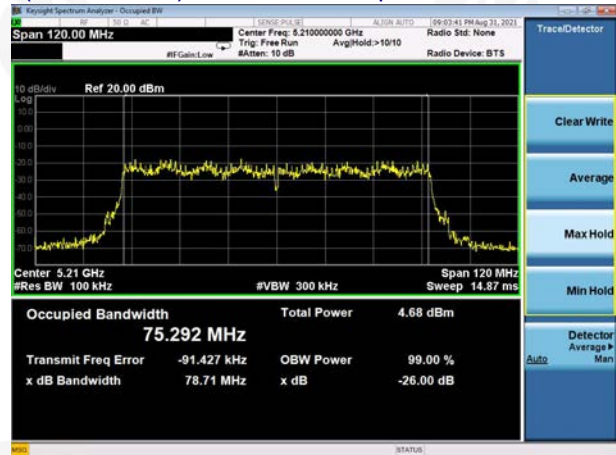 Keysight Spectrum Analyzer - Occupied BW
RF 50 Ω AC SENSE:PULSE ALIGN AUTO 09:03:41 PM Aug 31, 2021
Span 120.00 MHz
Center Freq: 5.210000000 GHz
Radio Std: None
Trig: Free Run Avg|Hold:>10/10
#IFGain:Low #Atten: 10 dB Radio Device: BTS
Trace/Detector
10 dB/div Ref 20.00 dBm
Log
10.0
0.00
-10.0
-20.0
-30.0
-40.0
-50.0
-60.0
-70.0
Center 5.21 GHz Span 120 MHz
#Res BW 100 kHz #VBW 300 kHz Sweep 14.87 ms
Occupied Bandwidth Total Power 4.68 dBm
75.292 MHz
Transmit Freq Error -91.427 kHz OBW Power 99.00 %
x dB Bandwidth 78.71 MHz x dB -26.00 dB
Clear Write
Average
Max Hold
Min Hold
Detector
Average
Auto Man
MSG STATUS